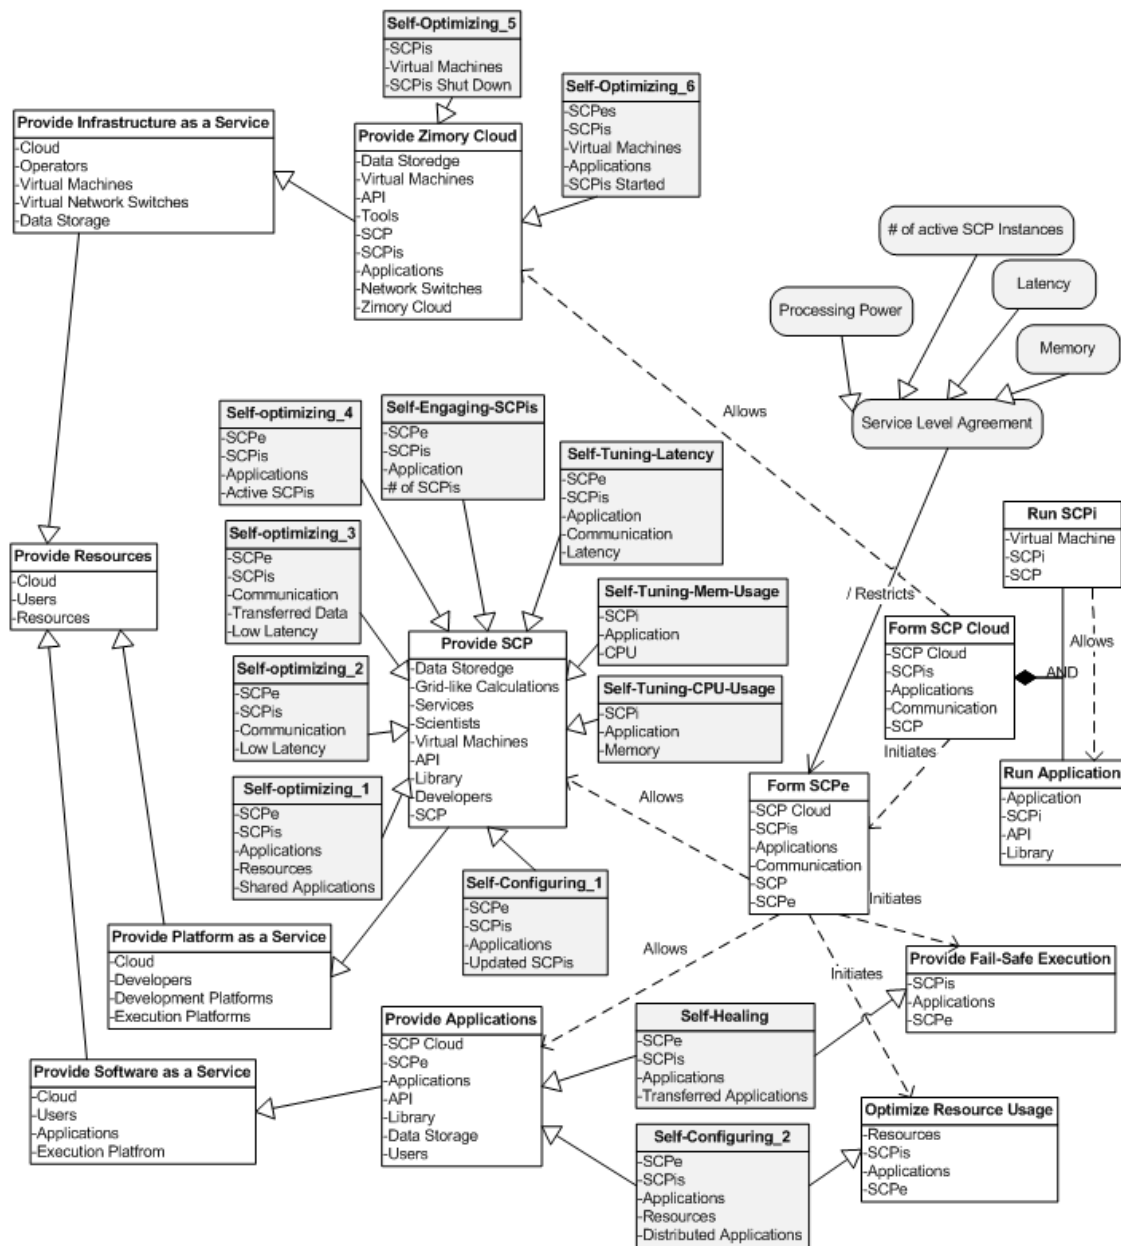 Self-Optimizing_5
-SCPis
-Virtual Machines
-SCPis Shut Down
Self-Optimizing_6
-SCPes
-SCPis
-Virtual Machines
-Applications
-SCPis Started
Provide Infrastructure as a Service
-Cloud
-Operators
-Virtual Machines
-Virtual Network Switches
-Data Storage
Provide Zimory Cloud
-Data Storedge
-Virtual Machines
-API
-Tools
-SCP
-SCPis
-Applications
-Network Switches
-Zimory Cloud
# of active SCP Instances
Latency
Processing Power
Memory
Service Level Agreement
Allows
Self-optimizing_4
-SCPe
-SCPis
-Applications
-Active SCPis
Self-Engaging-SCPis
-SCPe
-SCPis
-Application
-# of SCPis
Self-Tuning-Latency
-SCPe
-SCPis
-Application
-Communication
-Latency
Run SCPi
-Virtual Machine
-SCPi
-SCP
Self-optimizing_3
-SCPe
-SCPis
-Communication
-Transferred Data
-Low Latency
Provide Resources
-Cloud
-Users
-Resources
Self-Tuning-Mem-Usage
-SCPi
-Application
-CPU
/ Restricts
Form SCP Cloud
-SCP Cloud
-SCPis
-Applications
-Communication
-SCP
Allows
AND
Provide SCP
-Data Storedge
-Grid-like Calculations
-Services
-Scientists
-Virtual Machines
-API
-Library
-Developers
-SCP
Self-optimizing_2
-SCPe
-SCPis
-Communication
-Low Latency
Self-Tuning-CPU-Usage
-SCPi
-Application
-Memory
Initiates
Self-optimizing_1
-SCPe
-SCPis
-Applications
-Resources
-Shared Applications
Allows
Form SCPe
-SCP Cloud
-SCPis
-Applications
-Communication
-SCP
-SCPe
Run Application
-Application
-SCPi
-API
-Library
Self-Configuring_1
-SCPe
-SCPis
-Applications
-Updated SCPis
Initiates
Provide Platform as a Service
-Cloud
-Developers
-Development Platforms
-Execution Platforms
Allows
Initiates
Provide Fail-Safe Execution
-SCPis
-Applications
-SCPe
Provide Applications
-SCP Cloud
-SCPe
-Applications
-API
-Library
-Data Storage
-Users
Self-Healing
-SCPe
-SCPis
-Applications
-Transferred Applications
Provide Software as a Service
-Cloud
-Users
-Applications
-Execution Platfrom
Optimize Resource Usage
-Resources
-SCPis
-Applications
-SCPe
Self-Configuring_2
-SCPe
-SCPis
-Applications
-Resources
-Distributed Applications